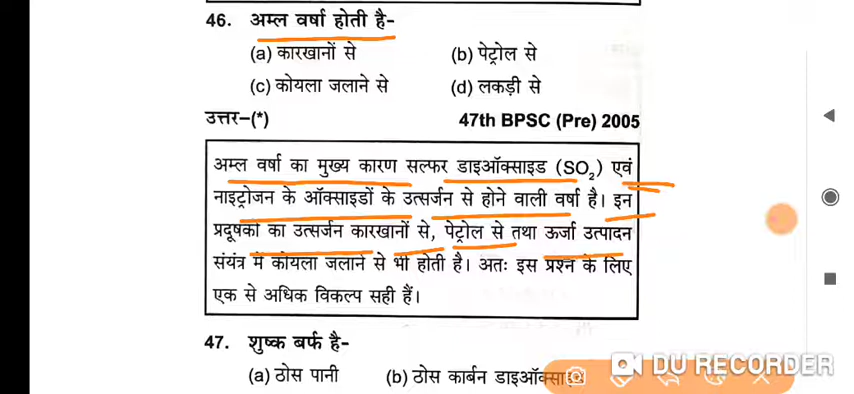 46. अम्ल वर्षा होती है-
(a) कारखानों से (b) पेट्रोल से
(c) कोयला जलाने से (d) लकड़ी से
उत्तर-(*) 47th BPSC (Pre) 2005
अम्ल वर्षा का मुख्य कारण सल्फर डाइऑक्साइड (SO₂) एवं
नाइट्रोजन के ऑक्साइडों के उत्सर्जन से होने वाली वर्षा है। इन
प्रदूषकों का उत्सर्जन कारखानों से, पेट्रोल से तथा ऊर्जा उत्पादन
संयंत्र में कोयला जलाने से भी होती है। अतः इस प्रश्न के लिए
एक से अधिक विकल्प सही हैं।
47. शुष्क बर्फ है-
DU RECORDER
(a) ठोस पानी (b) ठोस कार्बन डाइऑक्साइड